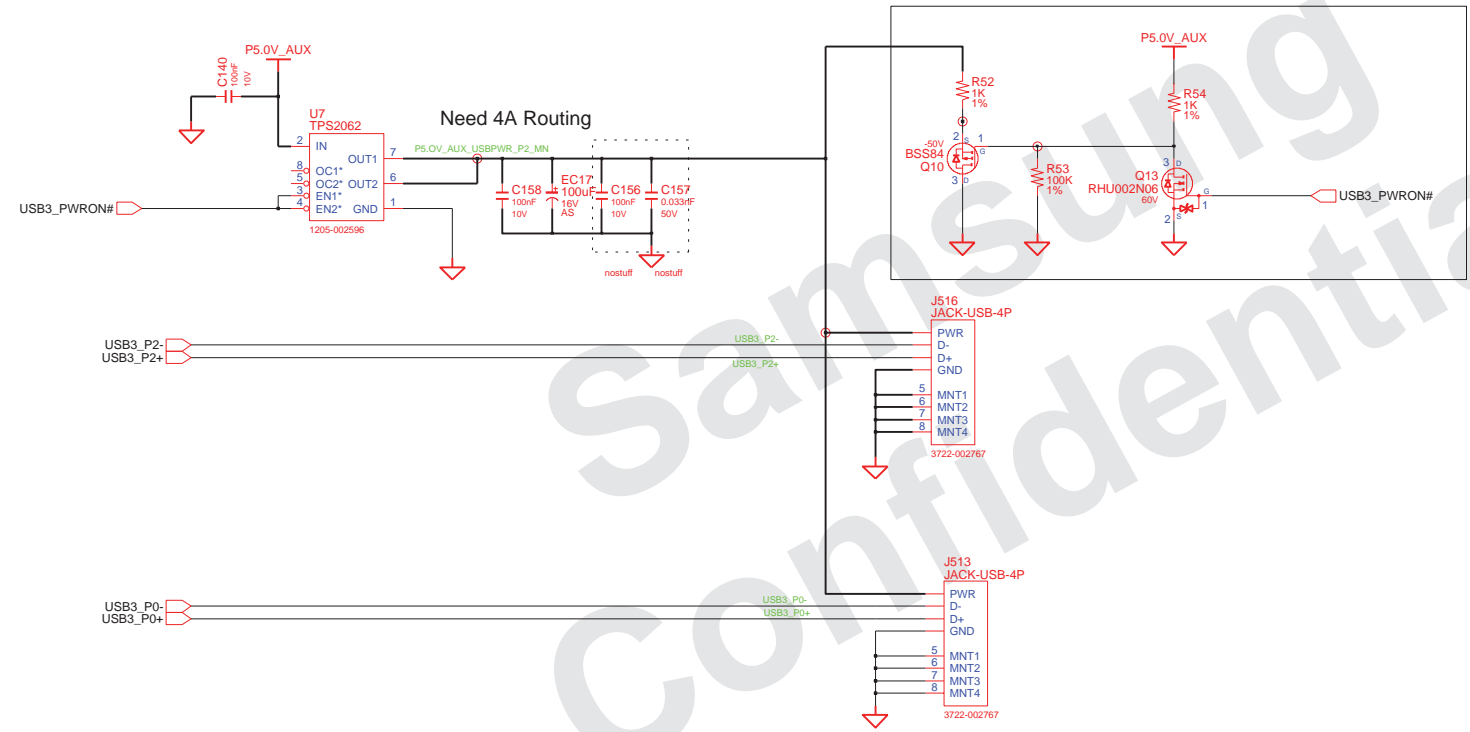 P5.0V_AUX
C140
100nF
10V
U7
TPS2062
2 IN
OUT1 7
8 OC1*
5 OC2*
OUT2 6
3 EN1*
4 EN2*
GND 1
1205-002596
USB3_PWRON#
Need 4A Routing
P5.0V_AUX_USBPWR_P2_MN
C158
100nF
10V
EC17
100uF
16V
AS
C156
100nF
10V
C157
0.033nF
50V
nostuff
nostuff
R52
1K
1%
-50V
BSS84
Q10
2 S
1
G
3 D
R53
100K
1%
P5.0V_AUX
R54
1K
1%
3 D
Q13
RHU002N06
60V
G
1
2 S
USB3_PWRON#
J516
JACK-USB-4P
PWR
D-
D+
GND
5 MNT1
6 MNT2
7 MNT3
8 MNT4
3722-002767
USB3_P2-
USB3_P2+
USB3_P2-
USB3_P2+
J513
JACK-USB-4P
PWR
D-
D+
GND
5 MNT1
6 MNT2
7 MNT3
8 MNT4
3722-002767
USB3_P0-
USB3_P0+
USB3_P0-
USB3_P0+
Samsung
Confidentia